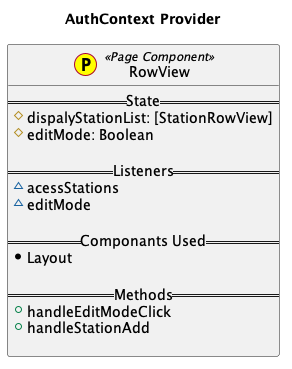 AuthContext Provider
P
«Page Component»
RowView
State
dispalyStationList: [StationRowView]
editMode: Boolean
Listeners
acessStations
editMode
Componants Used
Layout
Methods
handleEditModeClick
handleStationAdd